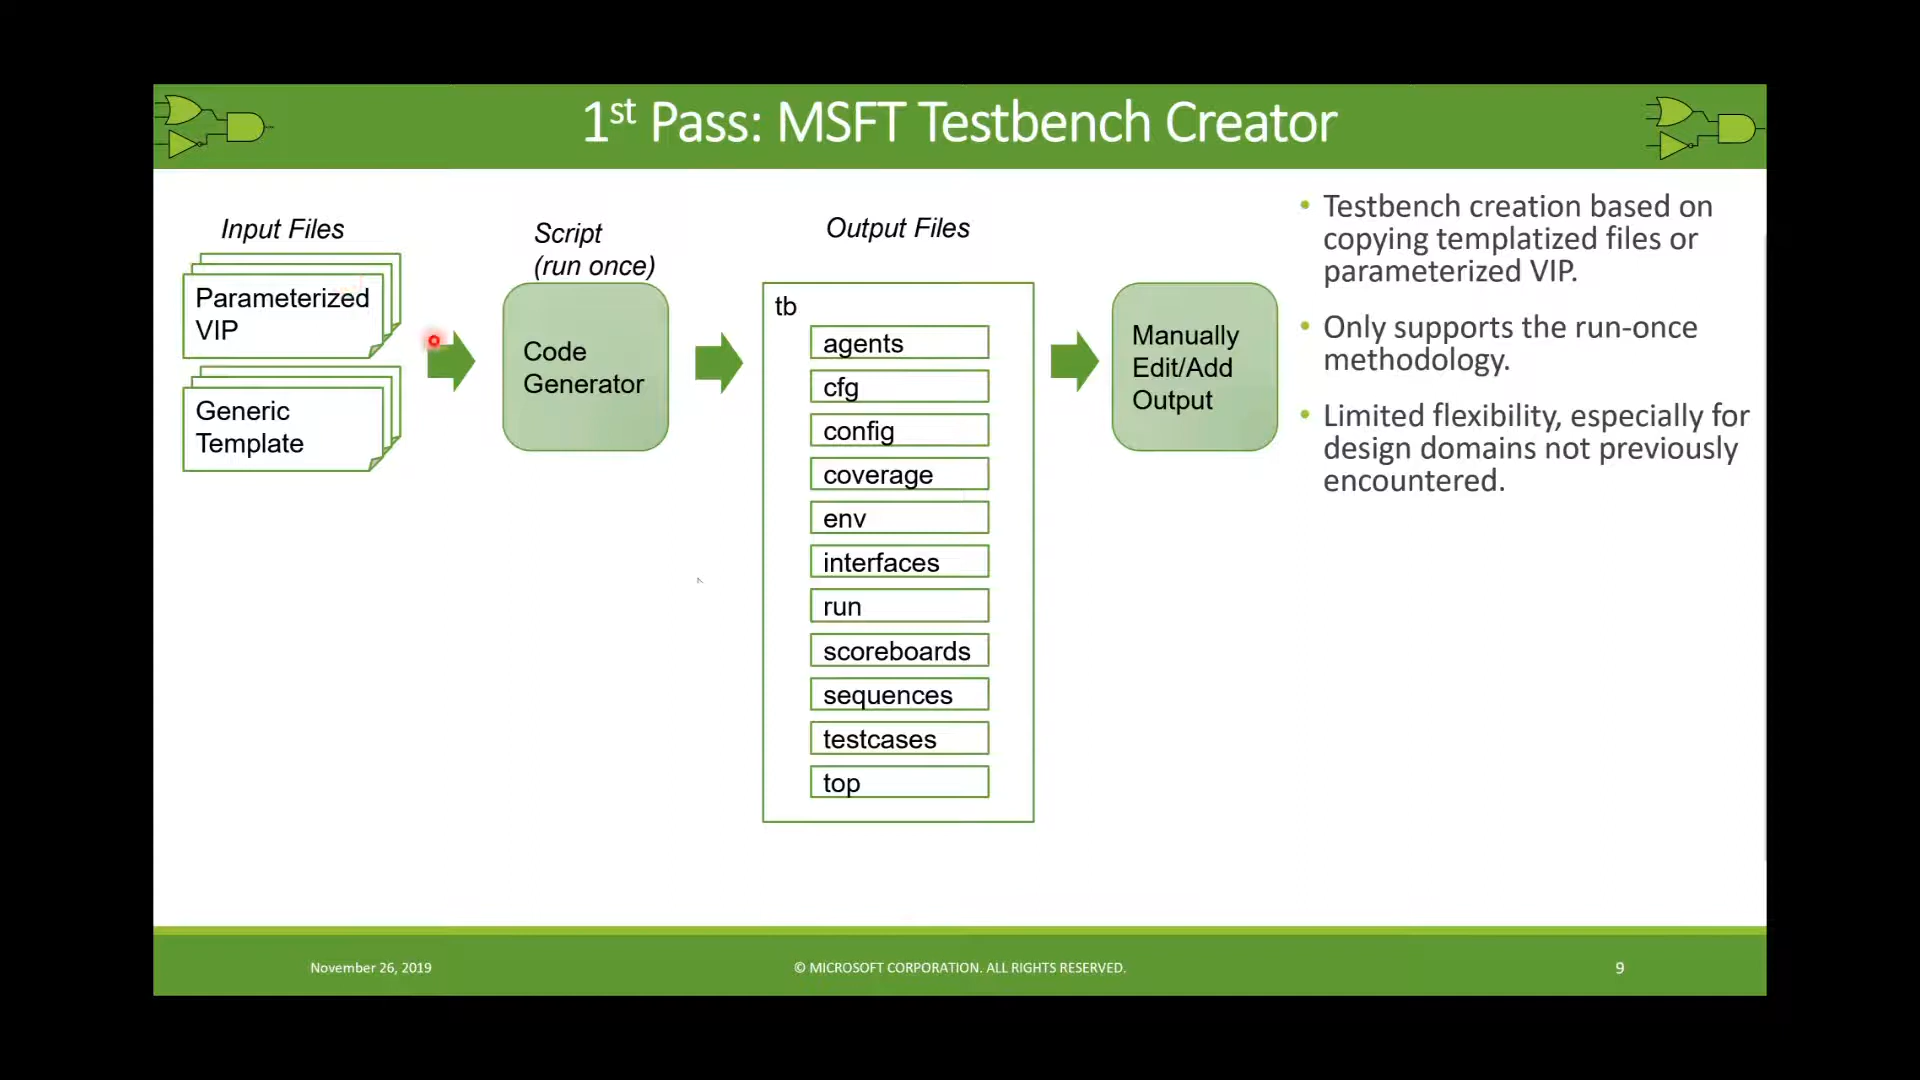 1st Pass: MSFT Testbench Creator
Input Files
Parameterized
VIP
Generic
Template
Script
(run once)
Code
Generator
Output Files
tb
agents
cfg
config
coverage
env
interfaces
run
scoreboards
sequences
testcases
top
Manually
Edit/Add
Output
• Testbench creation based on
copying templatized files or
parameterized VIP.
• Only supports the run-once
methodology.
• Limited flexibility, especially for
design domains not previously
encountered.
November 26, 2019
© MICROSOFT CORPORATION. ALL RIGHTS RESERVED.
9